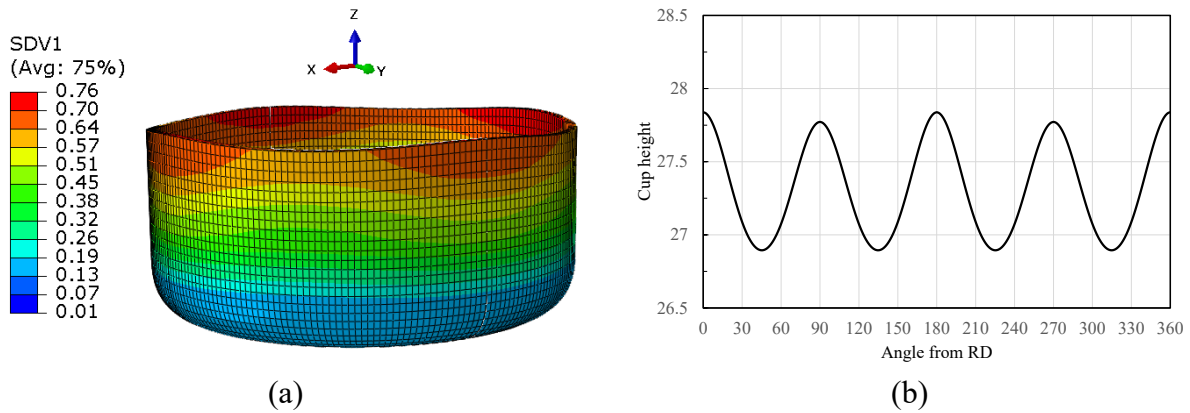 SDV1
(Avg: 75%)
0.76
0.70
0.64
0.57
0.51
0.45
0.38
0.32
0.26
0.19
0.13
0.07
0.01
Z
X
Y
(a)
28.5
28
27.5
27
26.5
Cup height
0 30 60 90 120 150 180 210 240 270 300 330 360
Angle from RD
(b)